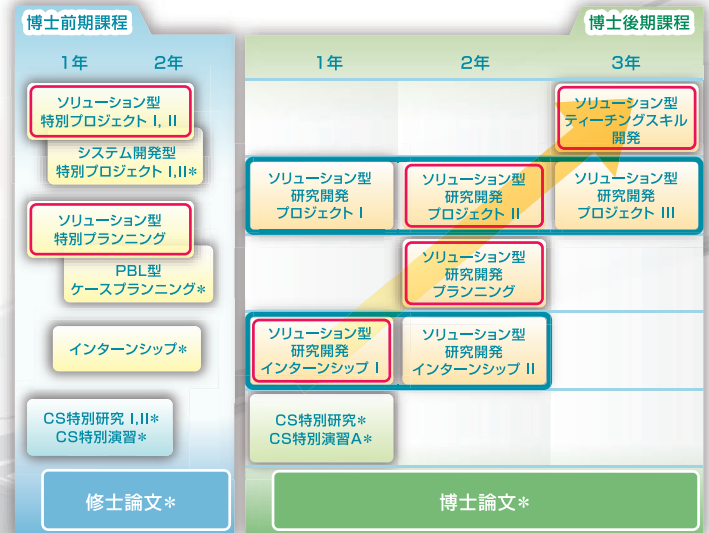 博士前期課程
1年
2年
ソリューション型
特別プロジェクト I, II
システム開発型
特別プロジェクト I,II＊
ソリューション型
特別プランニング
PBL型
ケースプランニング＊
インターンシップ＊
CS特別研究 I,II＊
CS特別演習＊
修士論文＊
博士後期課程
1年
2年
3年
ソリューション型
ティーチングスキル
開発
ソリューション型
研究開発
プロジェクト I
ソリューション型
研究開発
プロジェクト II
ソリューション型
研究開発
プロジェクト III
ソリューション型
研究開発
プランニング
ソリューション型
研究開発
インターンシップ I
ソリューション型
研究開発
インターンシップ II
CS特別研究＊
CS特別演習A＊
博士論文＊